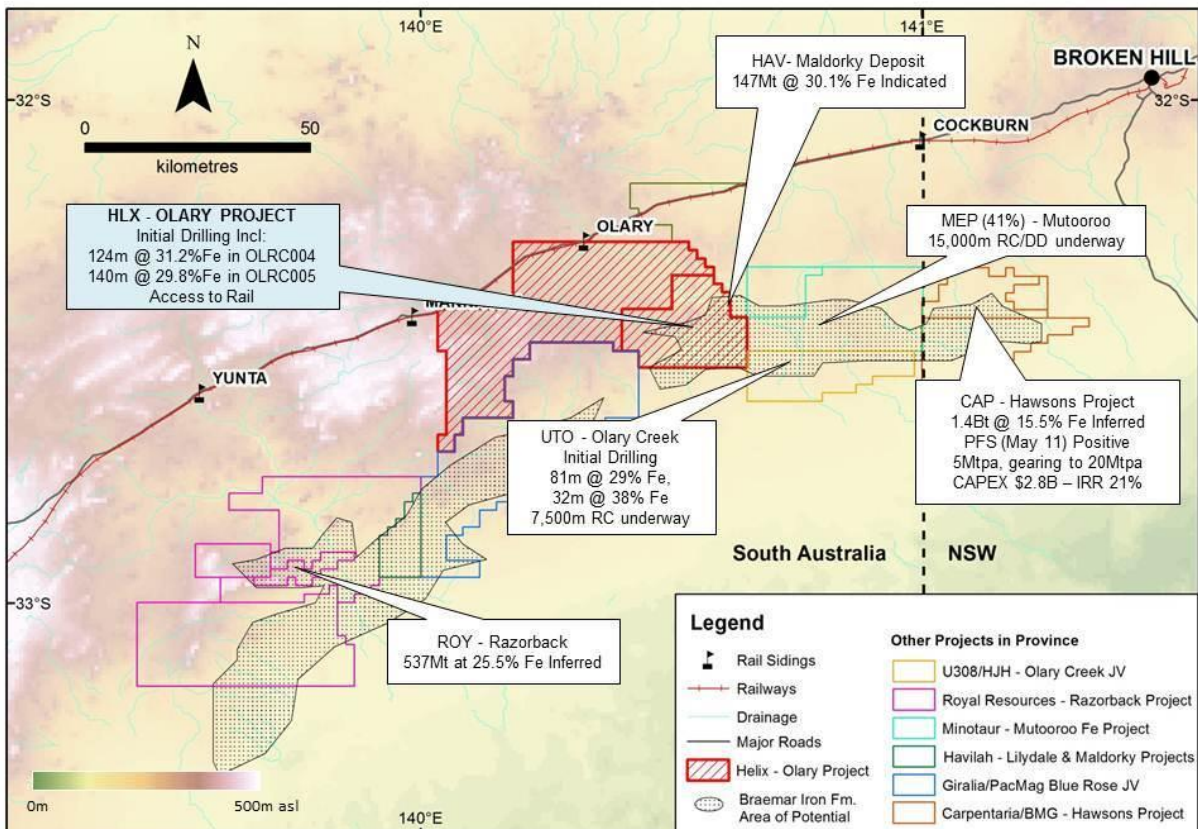 140°E
141°E
N
32°S
0
50
kilometres
HAV- Maldorky Deposit
147Mt @ 30.1% Fe Indicated
BROKEN HILL
32°S
COCKBURN
HLX - OLARY PROJECT
Initial Drilling Incl:
124m @ 31.2%Fe in OLRC004
140m @ 29.8%Fe in OLRC005
Access to Rail
OLARY
MEP (41%) - Mutooroo
15,000m RC/DD underway
YUNTA
UTO - Olary Creek
Initial Drilling
81m @ 29% Fe,
32m @ 38% Fe
7,500m RC underway
CAP - Hawsons Project
1.4Bt @ 15.5% Fe Inferred
PFS (May 11) Positive
5Mtpa, gearing to 20Mtpa
CAPEX $2.8B – IRR 21%
South Australia
NSW
33°S
33°S
ROY - Razorback
537Mt at 25.5% Fe Inferred
0m
500m asl
140°E
Legend
Rail Sidings
Railways
Drainage
Major Roads
Helix - Olary Project
Braemar Iron Fm.
Area of Potential
Other Projects in Province
U308/HJH - Olary Creek JV
Royal Resources - Razorback Project
Minotaur - Mutooroo Fe Project
Havilah - Lilydale & Maldorky Projects
Giralia/PacMag Blue Rose JV
Carpentaria/BMG - Hawsons Project